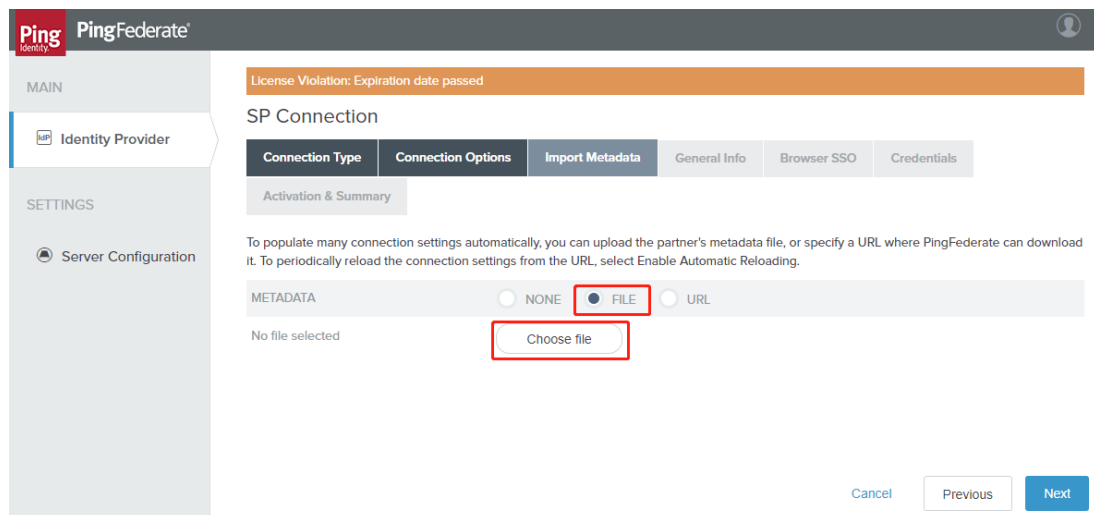 Ping
Identity.
PingFederate®
MAIN
IdP Identity Provider
SETTINGS
Server Configuration
License Violation: Expiration date passed
SP Connection
Connection Type Connection Options Import Metadata General Info Browser SSO Credentials
Activation & Summary
To populate many connection settings automatically, you can upload the partner's metadata file, or specify a URL where PingFederate can download
it. To periodically reload the connection settings from the URL, select Enable Automatic Reloading.
METADATA NONE FILE URL
No file selected Choose file
Cancel Previous Next